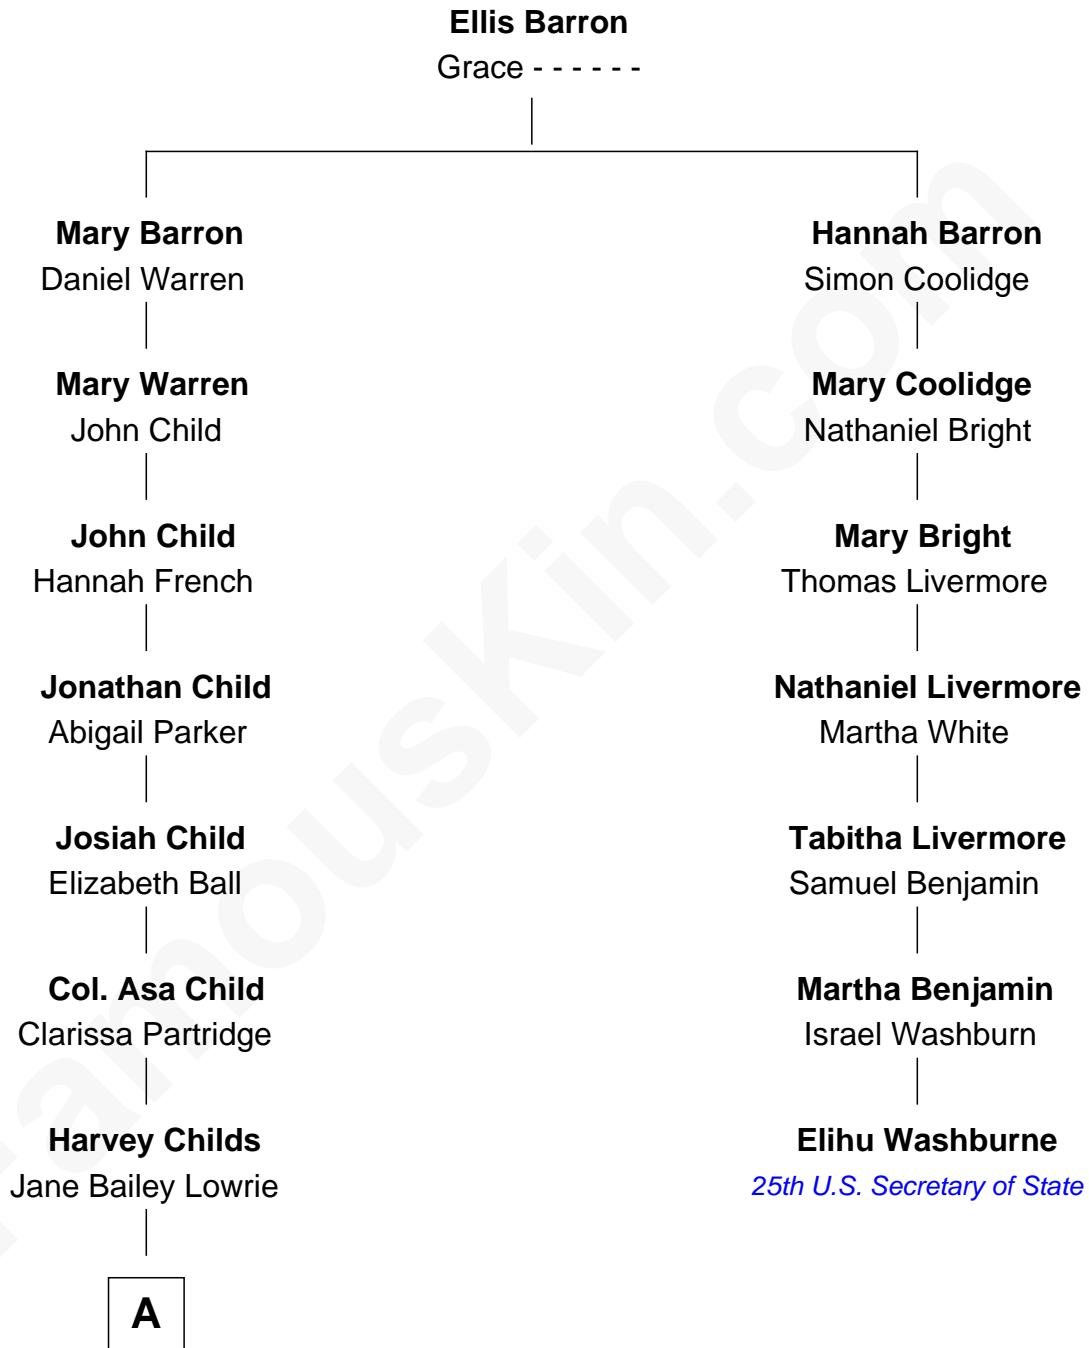 Ellis Barron
Grace - - - - - -
Mary Barron
Daniel Warren
Hannah Barron
Simon Coolidge
Mary Warren
John Child
Mary Coolidge
Nathaniel Bright
John Child
Hannah French
Mary Bright
Thomas Livermore
Jonathan Child
Abigail Parker
Nathaniel Livermore
Martha White
Josiah Child
Elizabeth Ball
Tabitha Livermore
Samuel Benjamin
Col. Asa Child
Clarissa Partridge
Martha Benjamin
Israel Washburn
Harvey Childs
Jane Bailey Lowrie
Elihu Washburne
25th U.S. Secretary of State
A
FamousKin.com